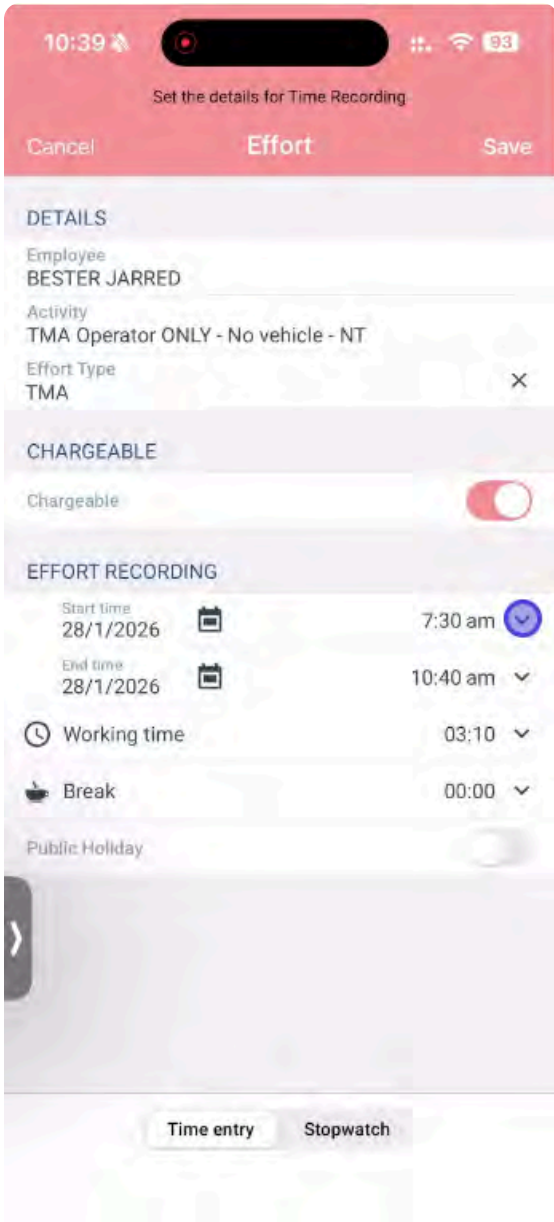 10:39
93
Set the details for Time Recording
Cancel Effort Save
DETAILS
Employee
BESTER JARRED
Activity
TMA Operator ONLY - No vehicle - NT
Effort Type
TMA
CHARGEABLE
Chargeable
EFFORT RECORDING
Start time
28/1/2026 7:30 am
End time
28/1/2026 10:40 am
Working time 03:10
Break 00:00
Public Holiday
Time entry Stopwatch